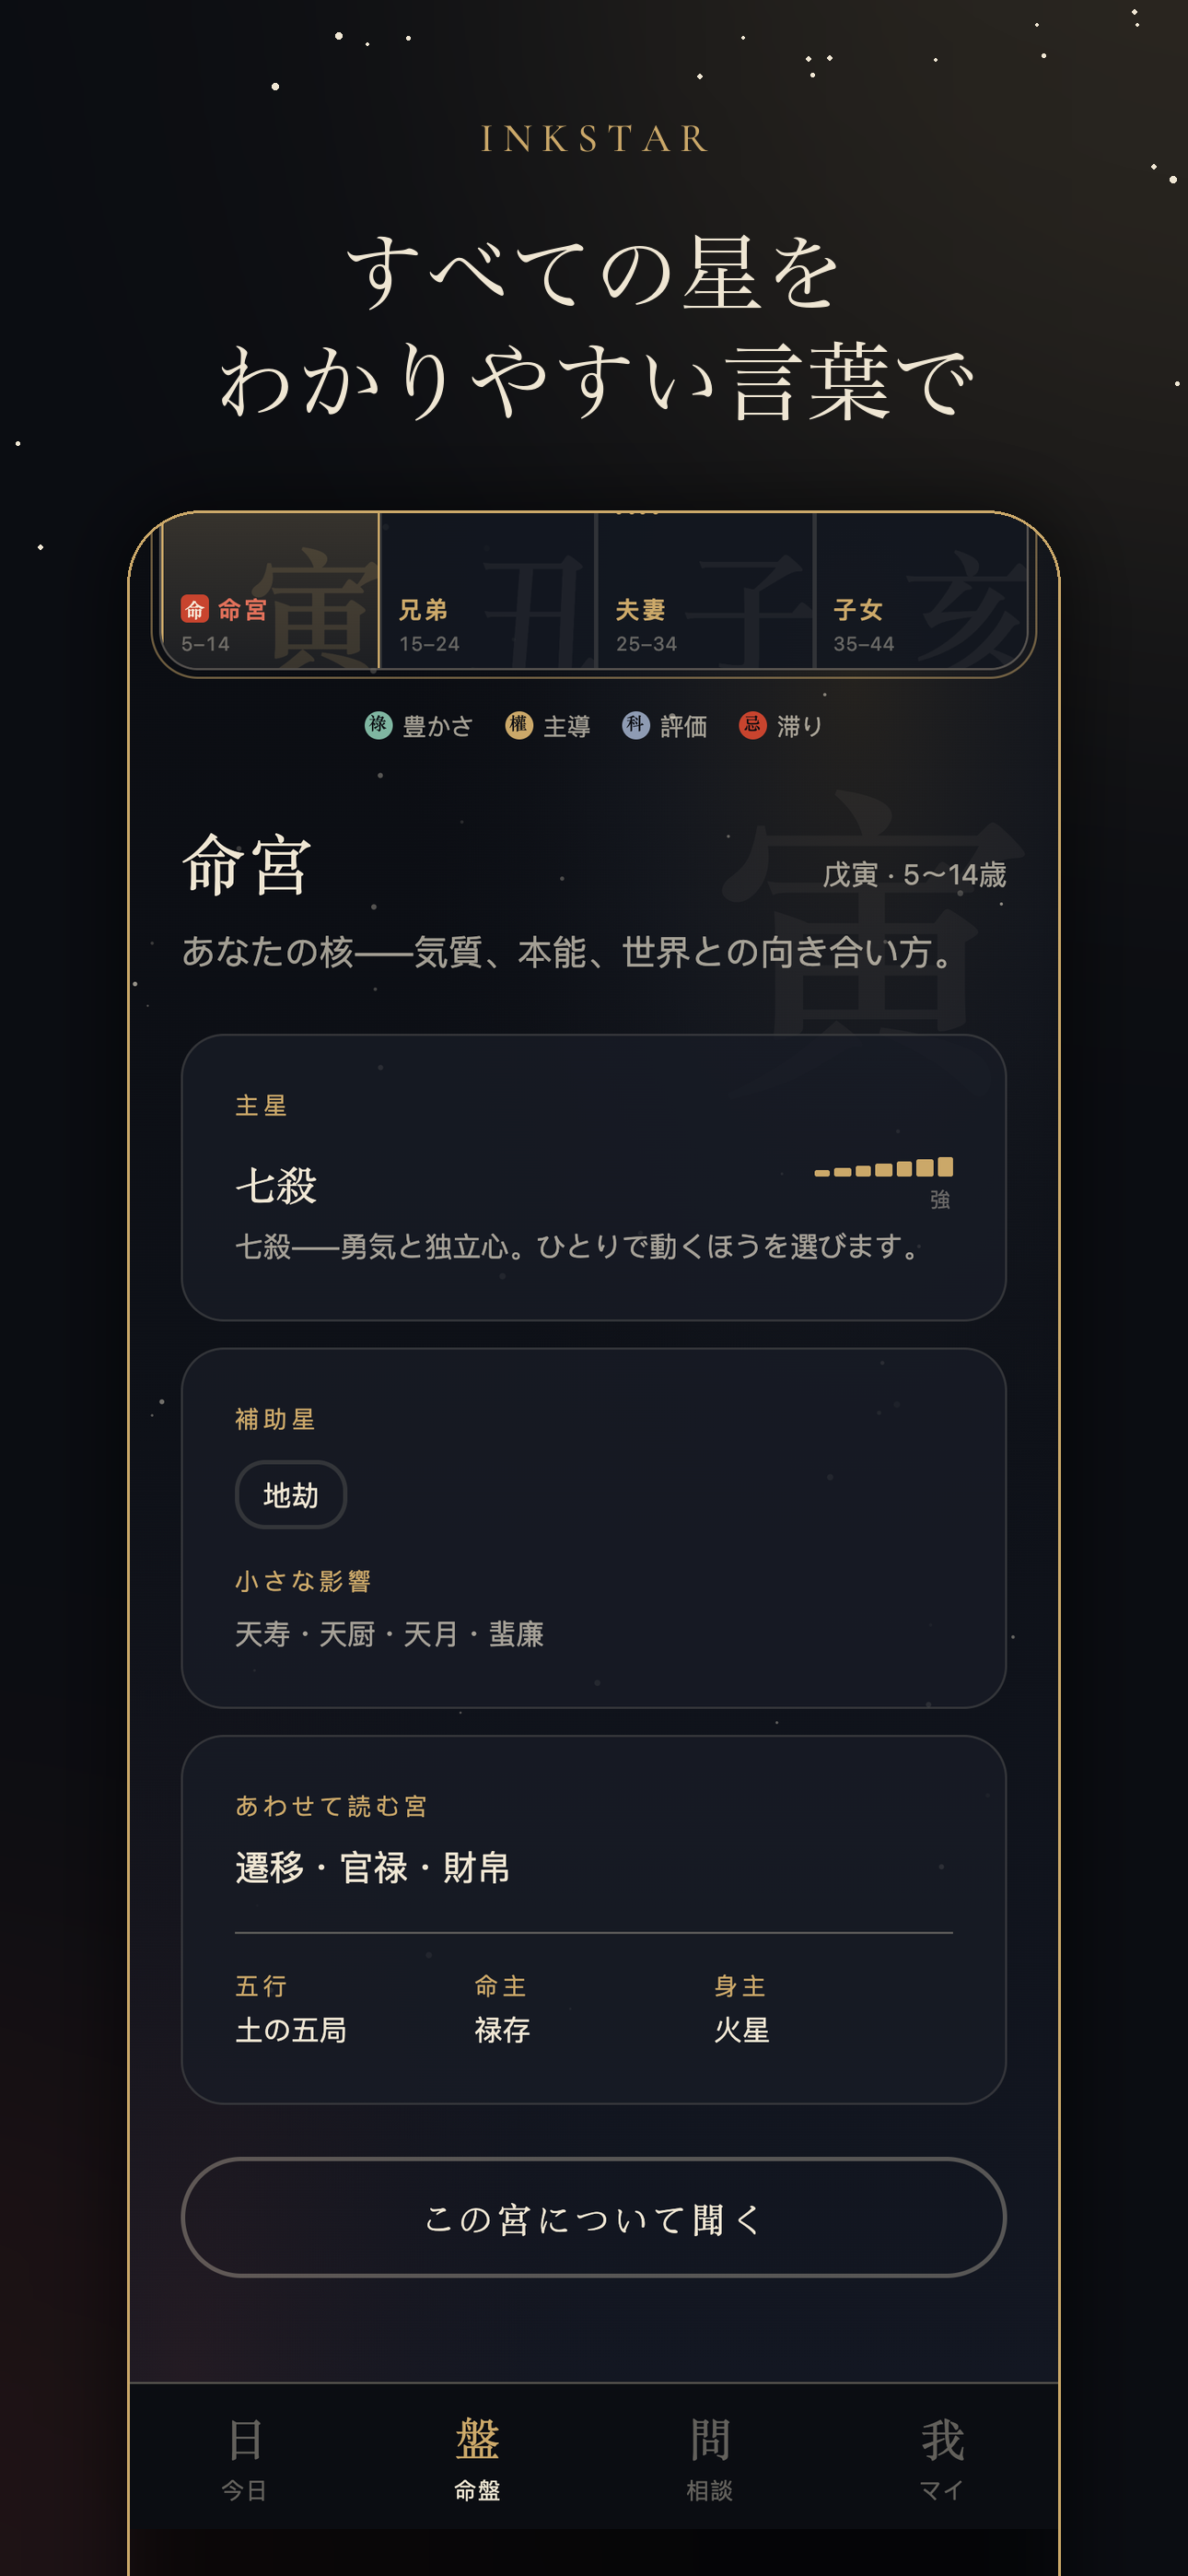 INKSTAR
すべての星を
わかりやすい言葉で
寅 丑 子 亥
命 命宮 兄弟 夫妻 子女
5–14 15–24 25–34 35–44
祿 豊かさ 權 主導 科 評価 忌 滞り
寅
命宮 戊寅 · 5〜14歳
あなたの核——気質、本能、世界との向き合い方。
主星
七殺
強
七殺——勇気と独立心。ひとりで動くほうを選びます。
補助星
地劫
小さな影響
天寿・天厨・天月・蜚廉
あわせて読む宮
遷移・官禄・財帛
五行 命主 身主
土の五局 禄存 火星
この宮について聞く
日 盤 問 我
今日 命盤 相談 マイ